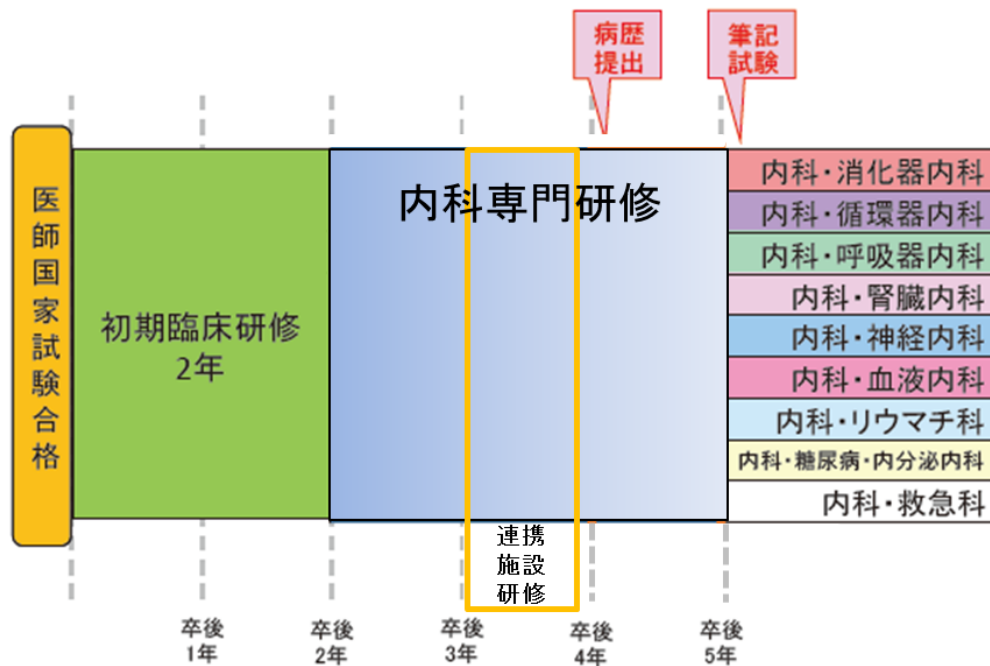 病歴
提出
筆記
試験
医師国家試験合格
初期臨床研修
2年
内科専門研修
連携
施設
研修
内科・消化器内科
内科・循環器内科
内科・呼吸器内科
内科・腎臓内科
内科・神経内科
内科・血液内科
内科・リウマチ科
内科・糖尿病・内分泌内科
内科・救急科
卒後
1年
卒後
2年
卒後
3年
卒後
4年
卒後
5年